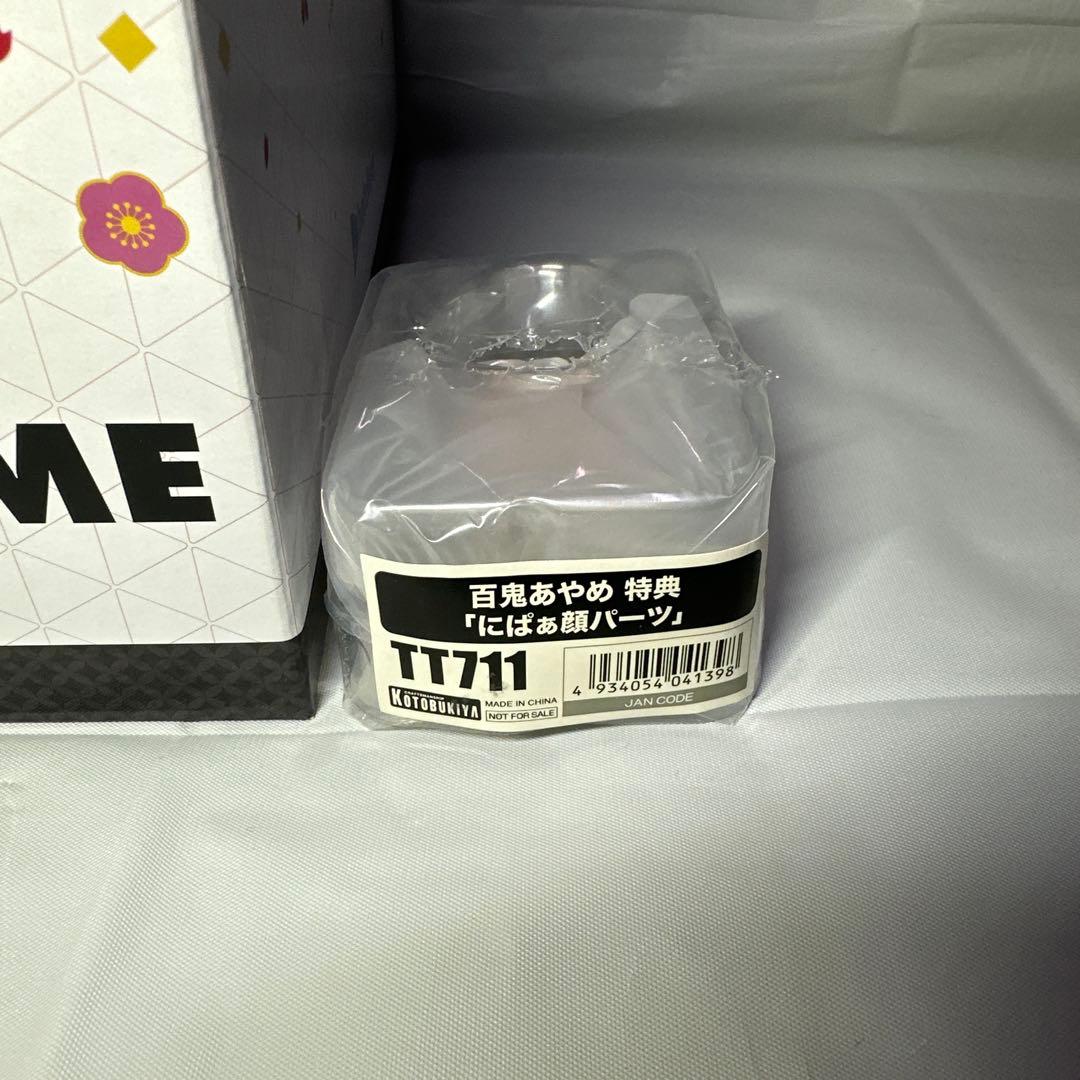 ME
百鬼あやめ 特典
「にぱぁ顔パーツ」
TT711
4 934054 041398
JAN CODE
CRAFTMANSHIP
KOTOBUKIYA
MADE IN CHINA
NOT FOR SALE